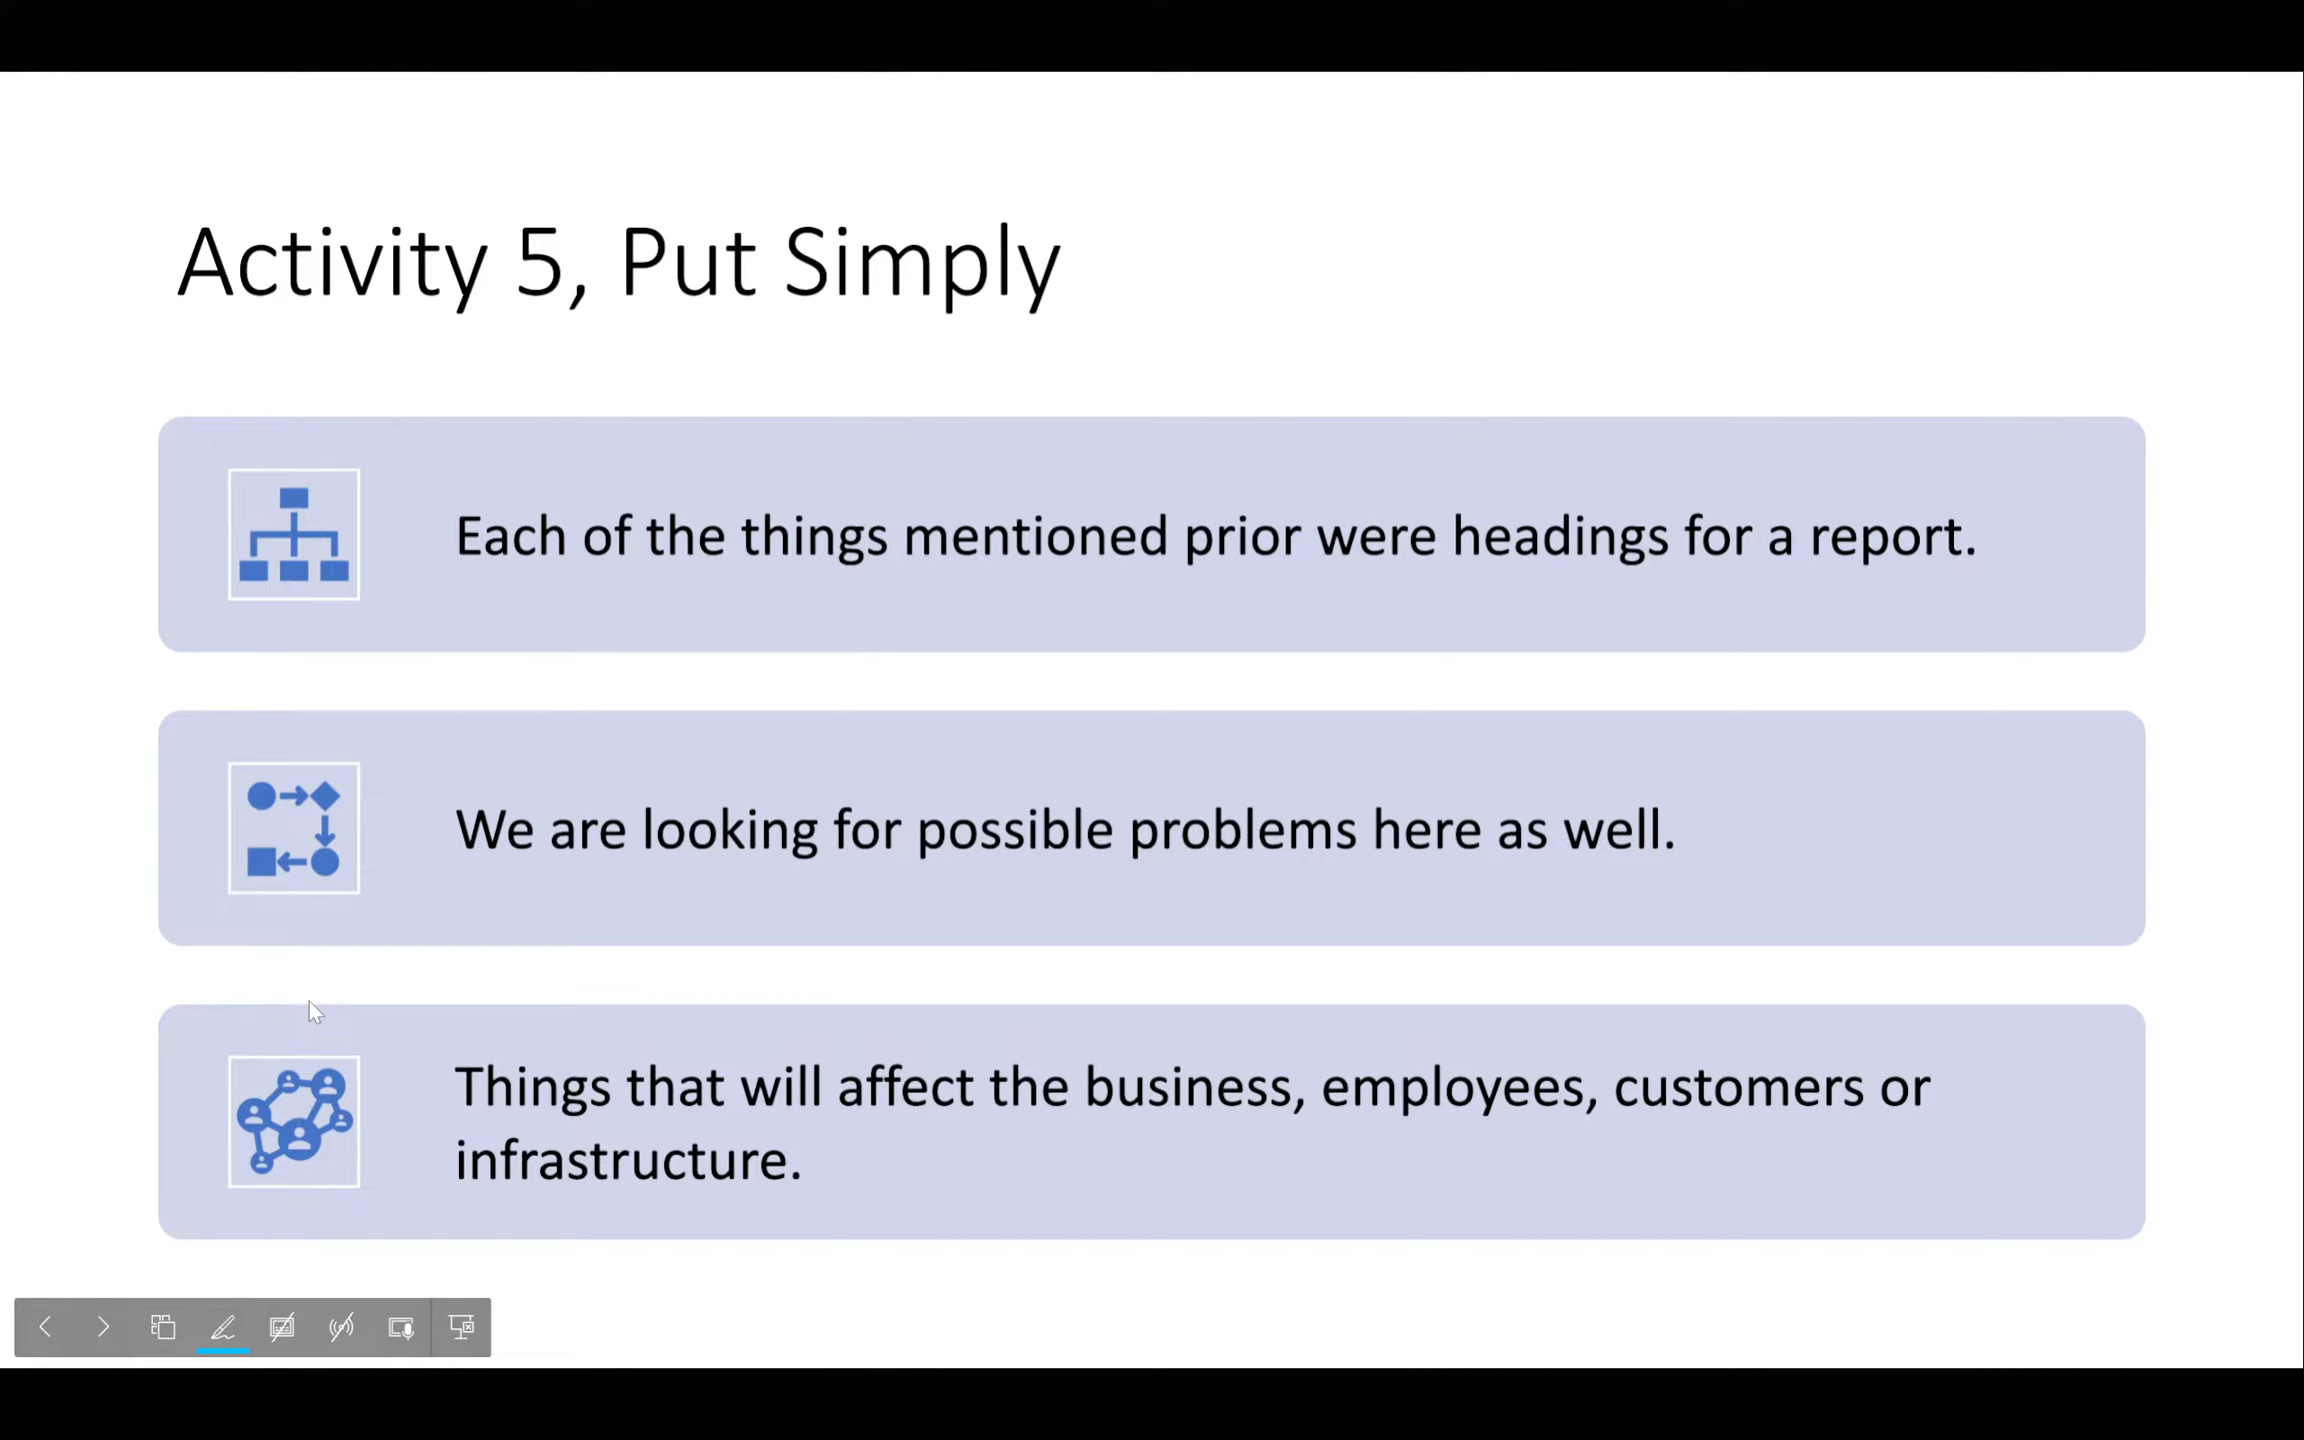 Activity 5, Put Simply
Each of the things mentioned prior were headings for a report.
We are looking for possible problems here as well.
Things that will affect the business, employees, customers or
infrastructure.